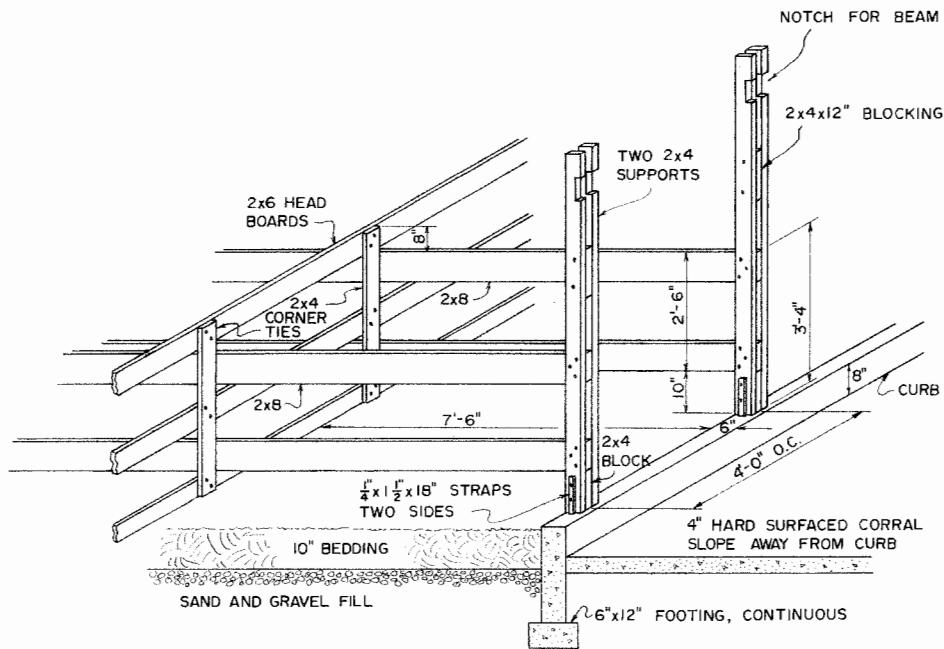 NOTCH FOR BEAM
2x4x12" BLOCKING
TWO 2x4
SUPPORTS
2x6 HEAD
BOARDS
8"
2x4
CORNER
TIES
2x8
2'-6"
3'-4"
10"
8"
CURB
2x8
7'-6"
6"
4'-0" O.C.
2x4
BLOCK
1/4 x 1 1/2 x 18" STRAPS
TWO SIDES
4" HARD SURFACED CORRAL
SLOPE AWAY FROM CURB
10" BEDDING
SAND AND GRAVEL FILL
6"x12" FOOTING, CONTINUOUS